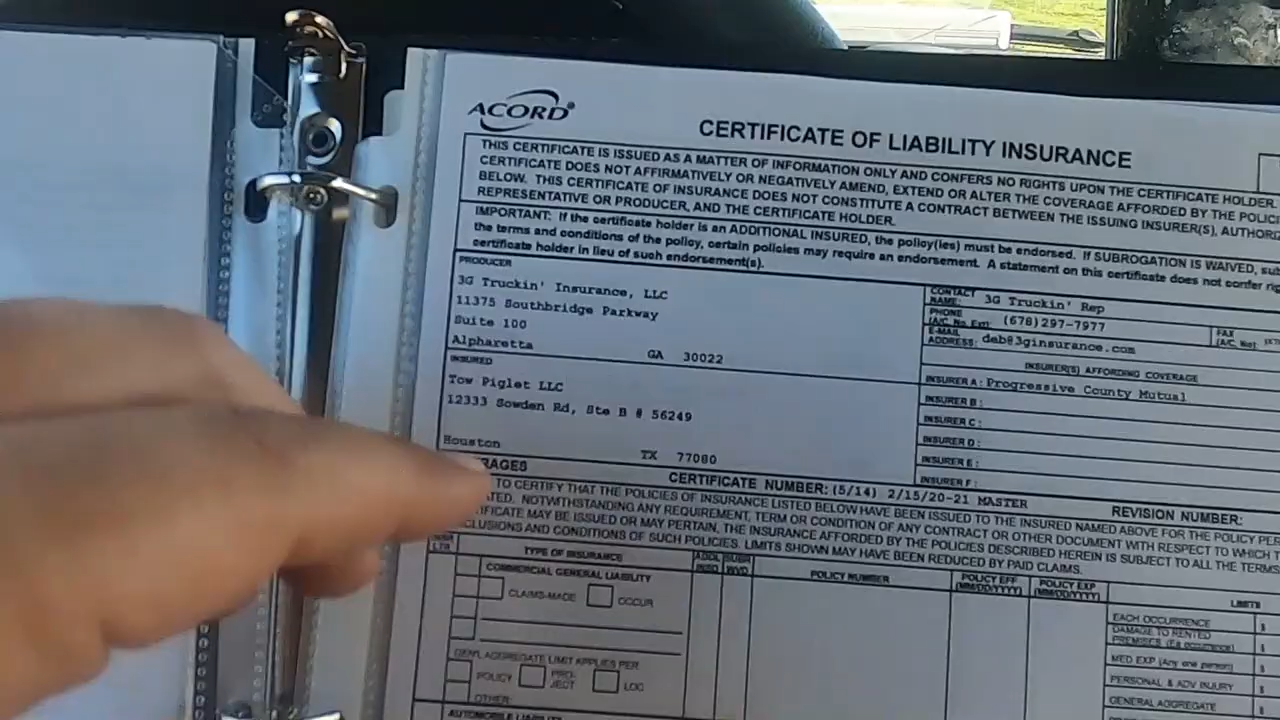 ACORD®
CERTIFICATE OF LIABILITY INSURANCE
THIS CERTIFICATE IS ISSUED AS A MATTER OF INFORMATION ONLY AND CONFERS NO RIGHTS UPON THE CERTIFICATE HOLDER.
CERTIFICATE DOES NOT AFFIRMATIVELY OR NEGATIVELY AMEND, EXTEND OR ALTER THE COVERAGE AFFORDED BY THE
BELOW. THIS CERTIFICATE OF INSURANCE DOES NOT CONSTITUTE A CONTRACT BETWEEN THE ISSUING INSURER(S),
REPRESENTATIVE OR PRODUCER, AND THE CERTIFICATE HOLDER.
IMPORTANT: If the certificate holder is an ADDITIONAL INSURED, the policy(ies) must be endorsed. If SUBROGATION IS WAIVED,
the terms and conditions of the policy, certain policies may require an endorsement. A statement on this certificate does not confer
certificate holder in lieu of such endorsement(s).
PRODUCER
3G Truckin' Insurance, LLC
11375 Southbridge Parkway
Suite 100
Alpharetta GA 30022
CONTACT NAME: 3G Truckin' Rep
PHONE (A/C, No, Ext): (678)297-7977
FAX (A/C, No):
E-MAIL ADDRESS: deb@3ginsurance.com
INSURER(S) AFFORDING COVERAGE
INSURER A: Progressive County Mutual
INSURER B:
INSURER C:
INSURER D:
INSURER E:
INSURER F:
INSURED
Tow Piglet LLC
12333 Sowden Rd, Ste B # 56249
Houston TX 77080
CERTIFICATE NUMBER: (5/14) 2/15/20-21 MASTER
REVISION NUMBER:
TO CERTIFY THAT THE POLICIES OF INSURANCE LISTED BELOW HAVE BEEN ISSUED TO THE INSURED NAMED ABOVE FOR THE POLICY
NOTWITHSTANDING ANY REQUIREMENT, TERM OR CONDITION OF ANY CONTRACT OR OTHER DOCUMENT WITH RESPECT TO WHICH
MAY BE ISSUED OR MAY PERTAIN, THE INSURANCE AFFORDED BY THE POLICIES DESCRIBED HEREIN IS SUBJECT TO ALL THE TERMS
AND CONDITIONS OF SUCH POLICIES. LIMITS SHOWN MAY HAVE BEEN REDUCED BY PAID CLAIMS.
LTR
TYPE OF INSURANCE
ADDL INSD
SUBR WVD
POLICY NUMBER
POLICY EFF (MM/DD/YYYY)
POLICY EXP (MM/DD/YYYY)
LIMITS
COMMERCIAL GENERAL LIABILITY
CLAIMS-MADE OCCUR
GEN'L AGGREGATE LIMIT APPLIES PER
POLICY PRO-JECT LOC
OTHER:
EACH OCCURRENCE $
DAMAGE TO RENTED PREMISES (Ea occurrence) $
MED EXP (Any one person) $
PERSONAL & ADV INJURY $
GENERAL AGGREGATE $
AUTOMOBILE LIABILITY